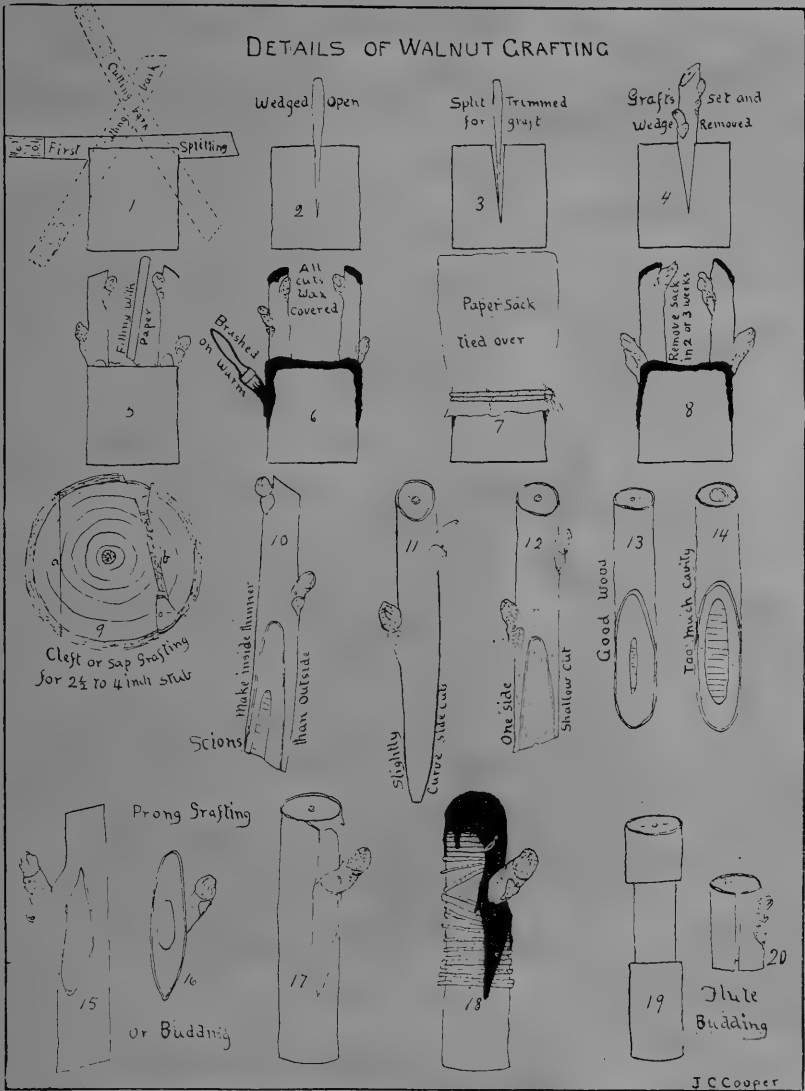 DETAILS OF WALNUT GRAFTING
Cutting bark
First Splitting
1
Wedged Open
2
Split Trimmed
for graft
3
Grafts set and
Wedge Removed
4
Filling with
Paper
5
All
cuts
Wax
covered
Brushed
on warm
6
Paper Sack
Tied over
7
Remove Sack
in 2 or 3 weeks
8
9
Cleft or Sap Grafting
for 2½ to 4 inch stub
10
Make inside thinner
than outside
Scions
11
Slightly
Curve side cuts
12
One side
Shallow cut
13
Good Wood
14
Too much Cavity
Prong Grafting
15
16
or Budding
17
18
19
20
Flute
Budding
J C Cooper